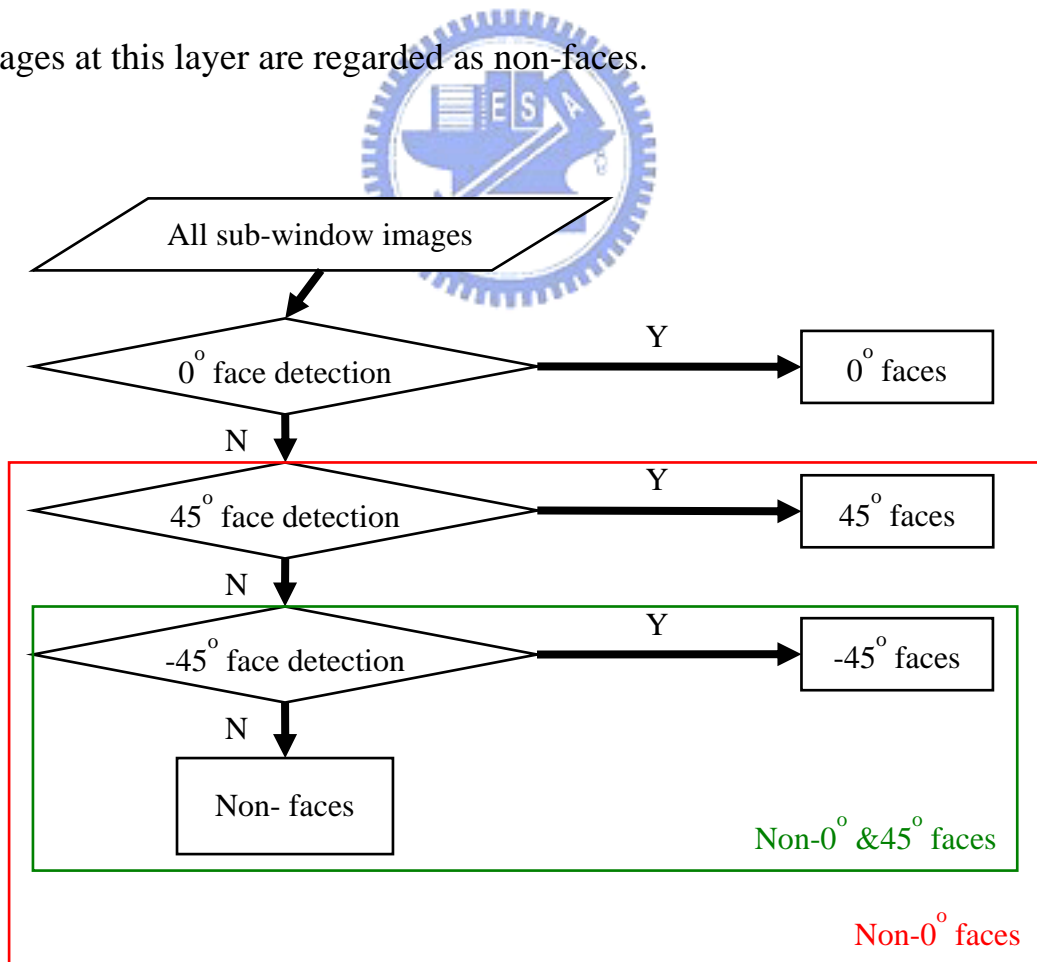 ages at this layer are regarded as non-faces.
E S A
All sub-window images
0° face detection
Y
0° faces
N
45° face detection
Y
45° faces
N
-45° face detection
Y
-45° faces
N
Non- faces
Non-0° &45° faces
Non-0° faces